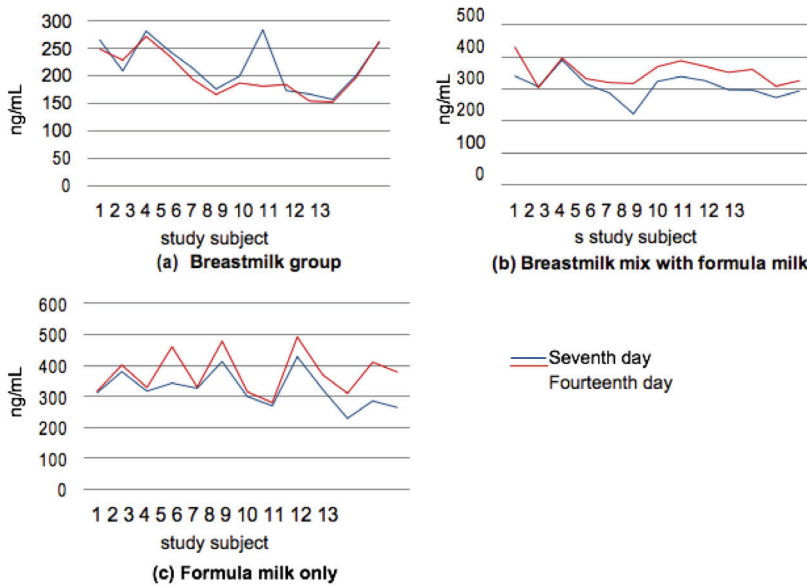 300
250
200
150
100
50
0
ng/mL
1 2 3 4 5 6 7 8 9 10 11 12 13
study subject
(a) Breastmilk group
500
400
300
200
100
0
ng/mL
1 2 3 4 5 6 7 8 9 10 11 12 13
s study subject
(b) Breastmilk mix with formula milk
600
500
400
300
200
100
0
ng/mL
1 2 3 4 5 6 7 8 9 10 11 12 13
study subject
(c) Formula milk only
Seventh day
Fourteenth day